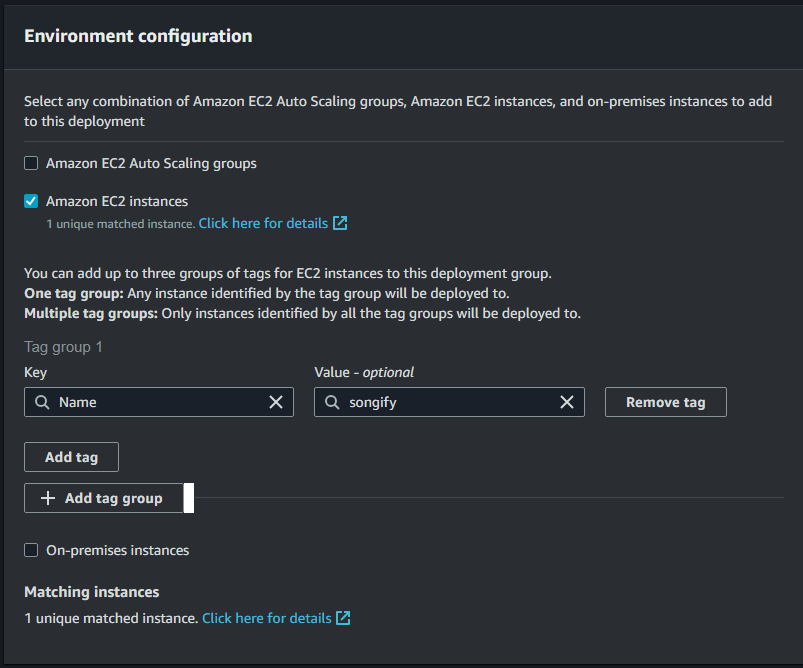 Environment configuration
Select any combination of Amazon EC2 Auto Scaling groups, Amazon EC2 instances, and on-premises instances to add
to this deployment
Amazon EC2 Auto Scaling groups
Amazon EC2 instances
1 unique matched instance. Click here for details
You can add up to three groups of tags for EC2 instances to this deployment group.
One tag group: Any instance identified by the tag group will be deployed to.
Multiple tag groups: Only instances identified by all the tag groups will be deployed to.
Tag group 1
Key Value - optional
Name songify Remove tag
Add tag
Add tag group
On-premises instances
Matching instances
1 unique matched instance. Click here for details